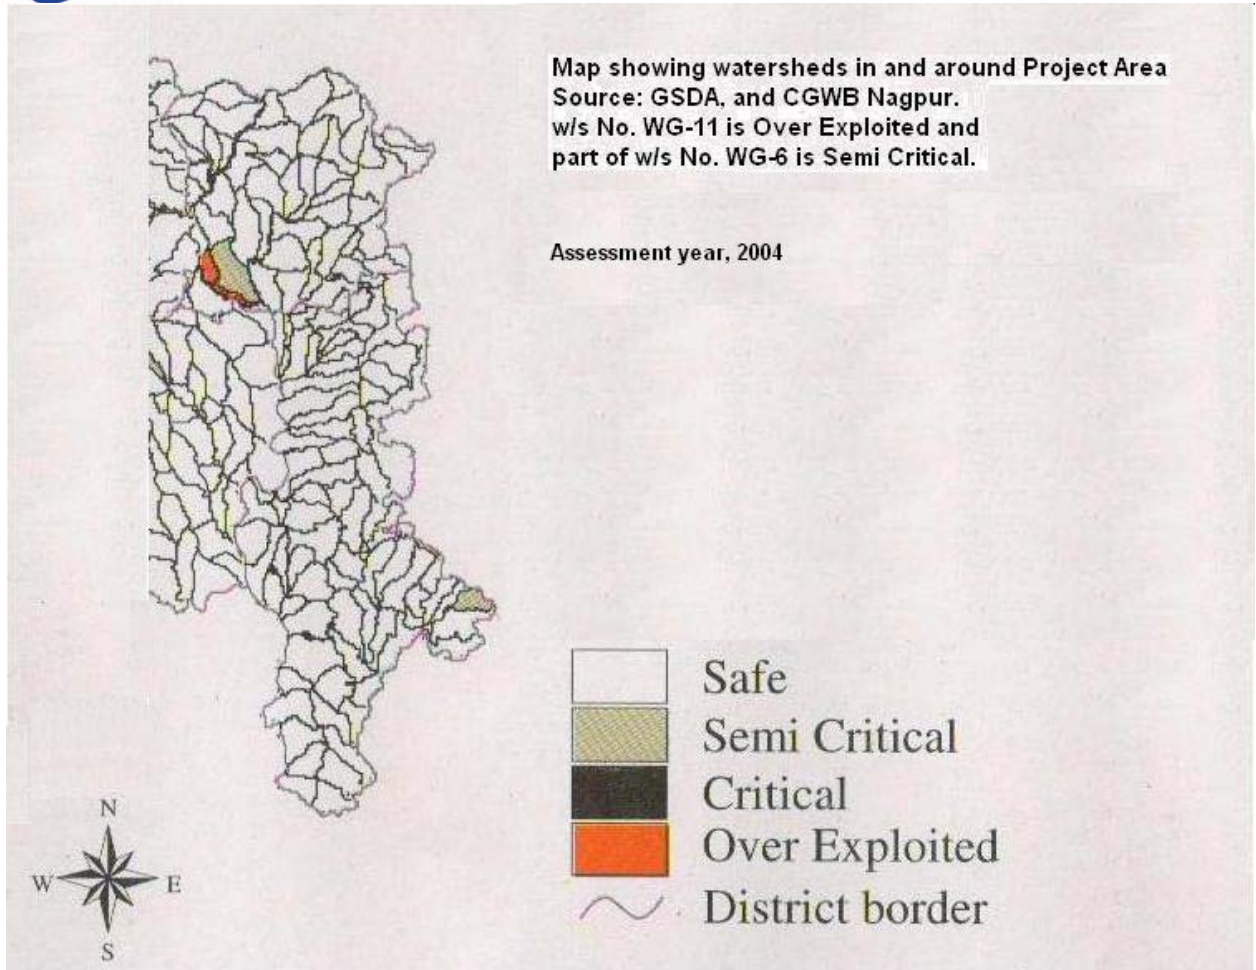 Map showing watersheds in and around Project Area
Source: GSDA, and CGWB Nagpur.
w/s No. WG-11 is Over Exploited and
part of w/s No. WG-6 is Semi Critical.
Assessment year, 2004
Safe
Semi Critical
Critical
Over Exploited
District border
N
W E
S